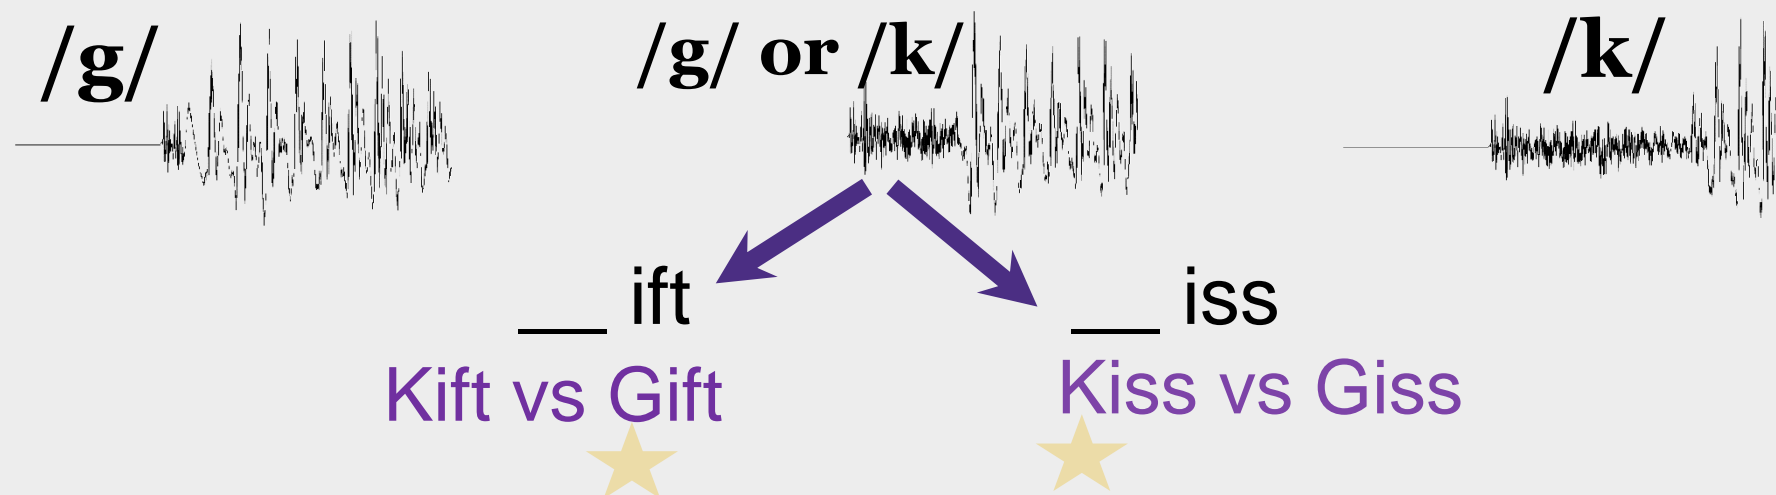 /g/
/g/ or /k/
/k/
__ ift
__ iss
Kift vs Gift
Kiss vs Giss